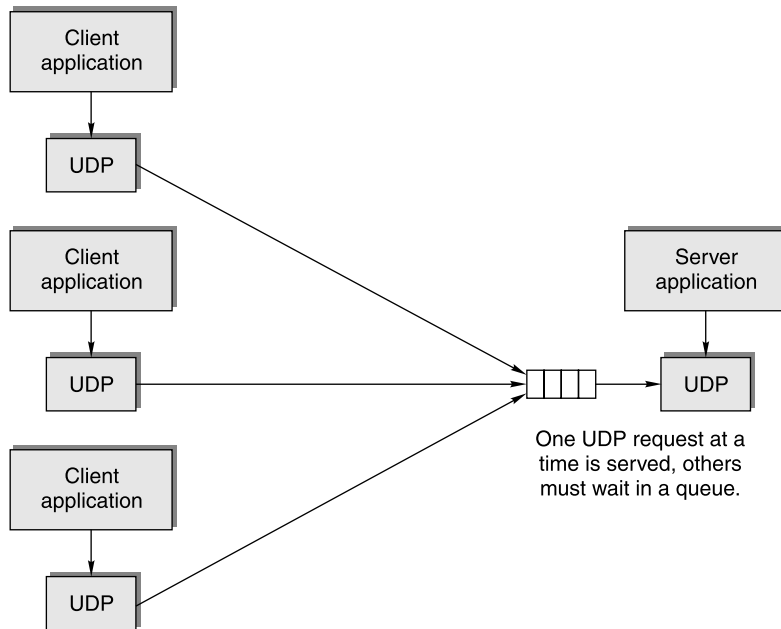 Client
application
UDP
Client
application
UDP
Server
application
UDP
One UDP request at a
time is served, others
must wait in a queue.
Client
application
UDP